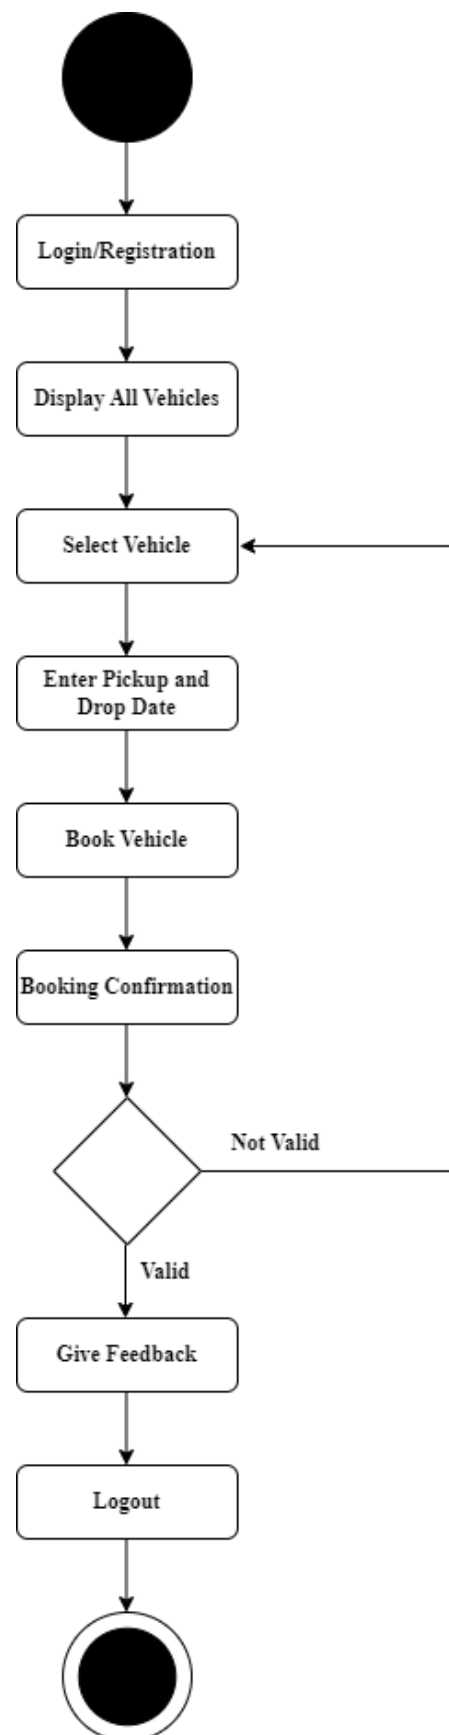 Login/Registration
Display All Vehicles
Select Vehicle
Enter Pickup and
Drop Date
Book Vehicle
Booking Confirmation
Not Valid
Valid
Give Feedback
Logout